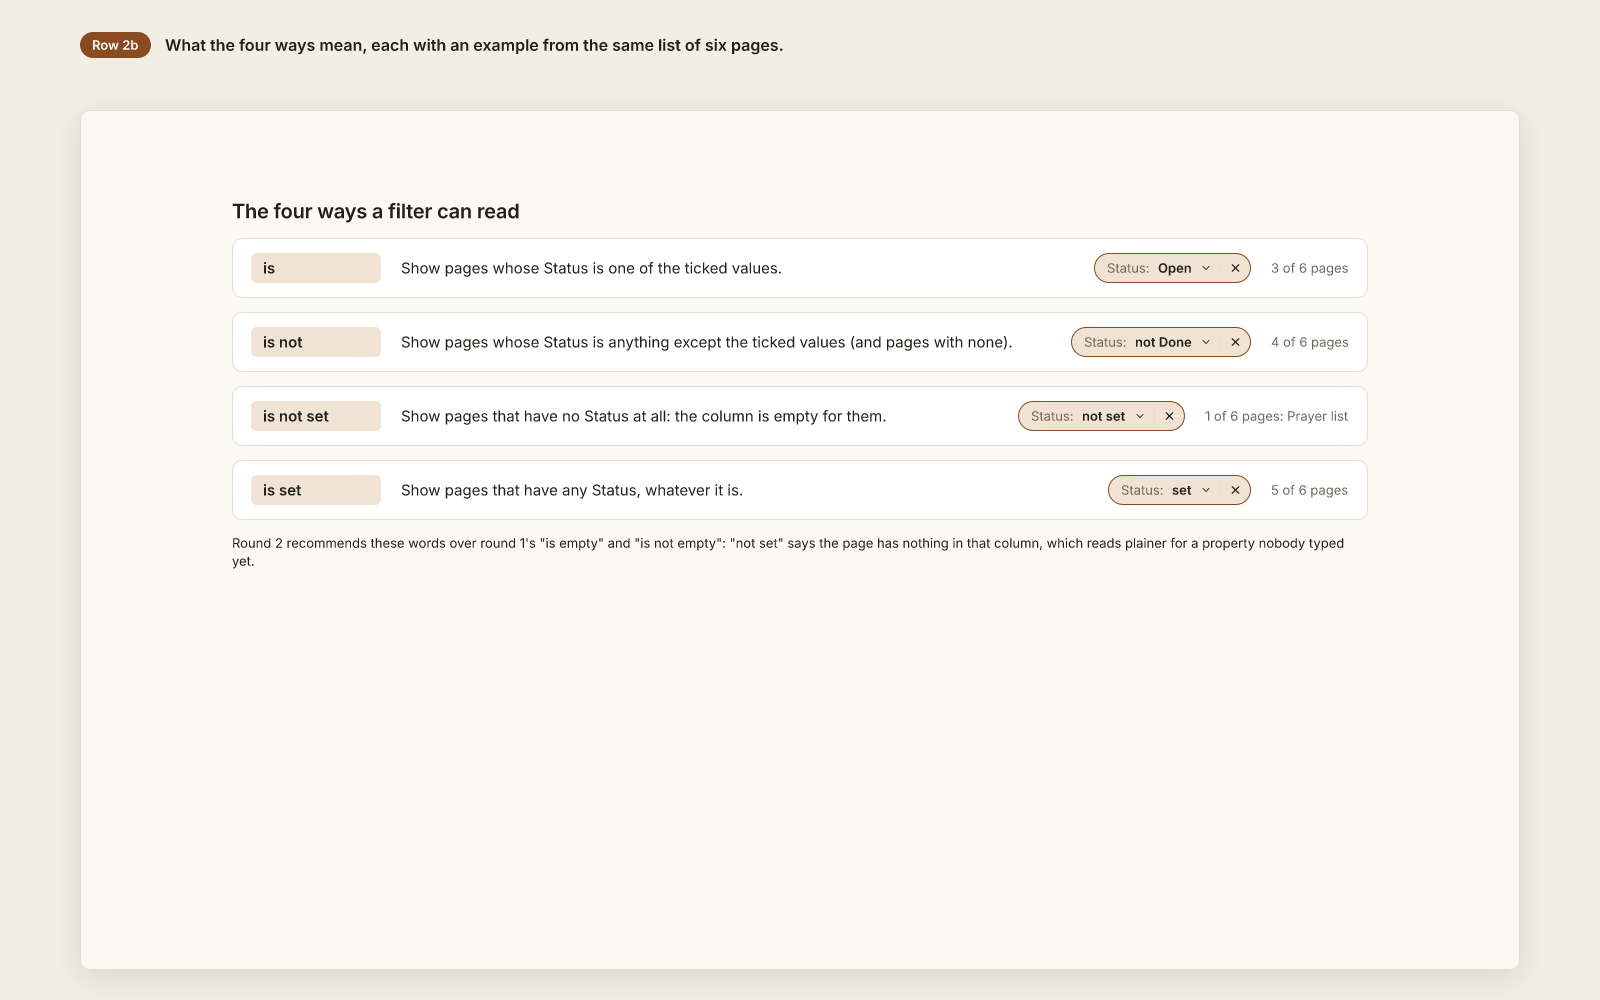 Row 2b What the four ways mean, each with an example from the same list of six pages.
The four ways a filter can read
is Show pages whose Status is one of the ticked values. Status: Open 3 of 6 pages
is not Show pages whose Status is anything except the ticked values (and pages with none). Status: not Done 4 of 6 pages
is not set Show pages that have no Status at all: the column is empty for them. Status: not set 1 of 6 pages: Prayer list
is set Show pages that have any Status, whatever it is. Status: set 5 of 6 pages
Round 2 recommends these words over round 1's "is empty" and "is not empty": "not set" says the page has nothing in that column, which reads plainer for a property nobody typed
yet.